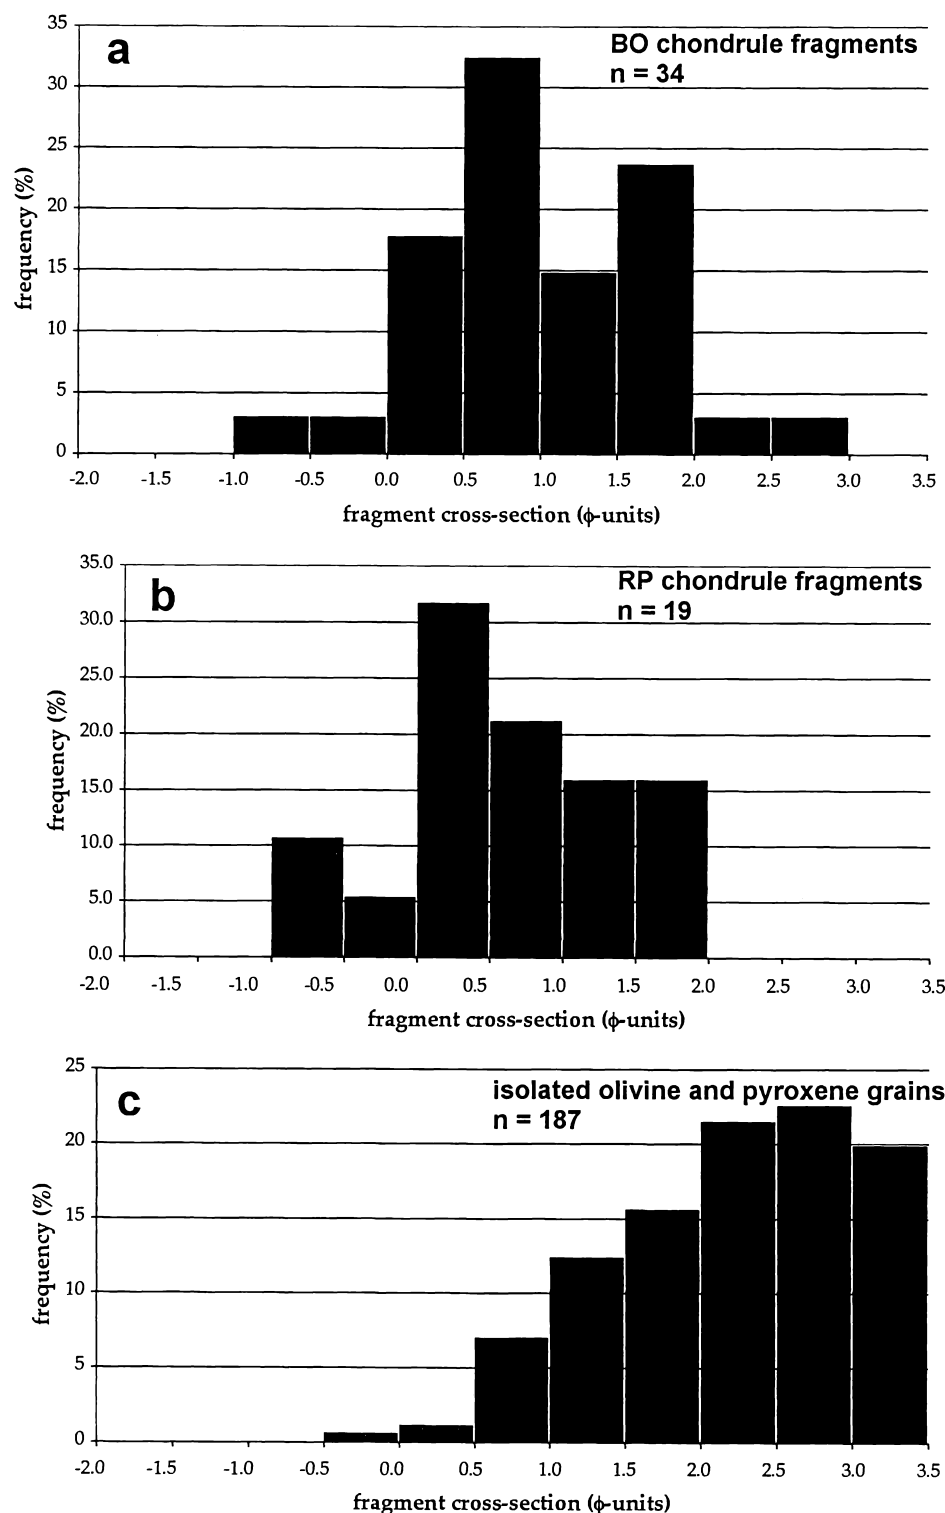 35
a
BO chondrule fragments
n = 34
30
25
20
15
10
5
0
frequency (%)
-2.0 -1.5 -1.0 -0.5 0.0 0.5 1.0 1.5 2.0 2.5 3.0 3.5
fragment cross-section (ϕ-units)
35.0
b
RP chondrule fragments
n = 19
30.0
25.0
20.0
15.0
10.0
5.0
0.0
frequency (%)
-2.0 -1.5 -1.0 -0.5 0.0 0.5 1.0 1.5 2.0 2.5 3.0 3.5
fragment cross-section (ϕ-units)
25
c
isolated olivine and pyroxene grains
n = 187
20
15
10
5
0
frequency (%)
-2.0 -1.5 -1.0 -0.5 0.0 0.5 1.0 1.5 2.0 2.5 3.0 3.5
fragment cross-section (ϕ-units)